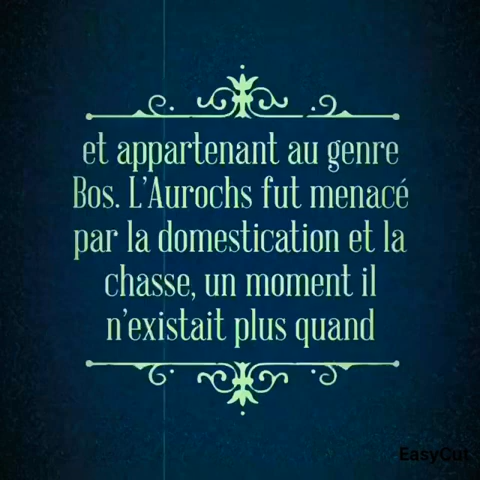 et appartenant au genre
Bos. L'Aurochs fut menacé
par la domestication et la
chasse, un moment il
n'existait plus quand
EasyCut